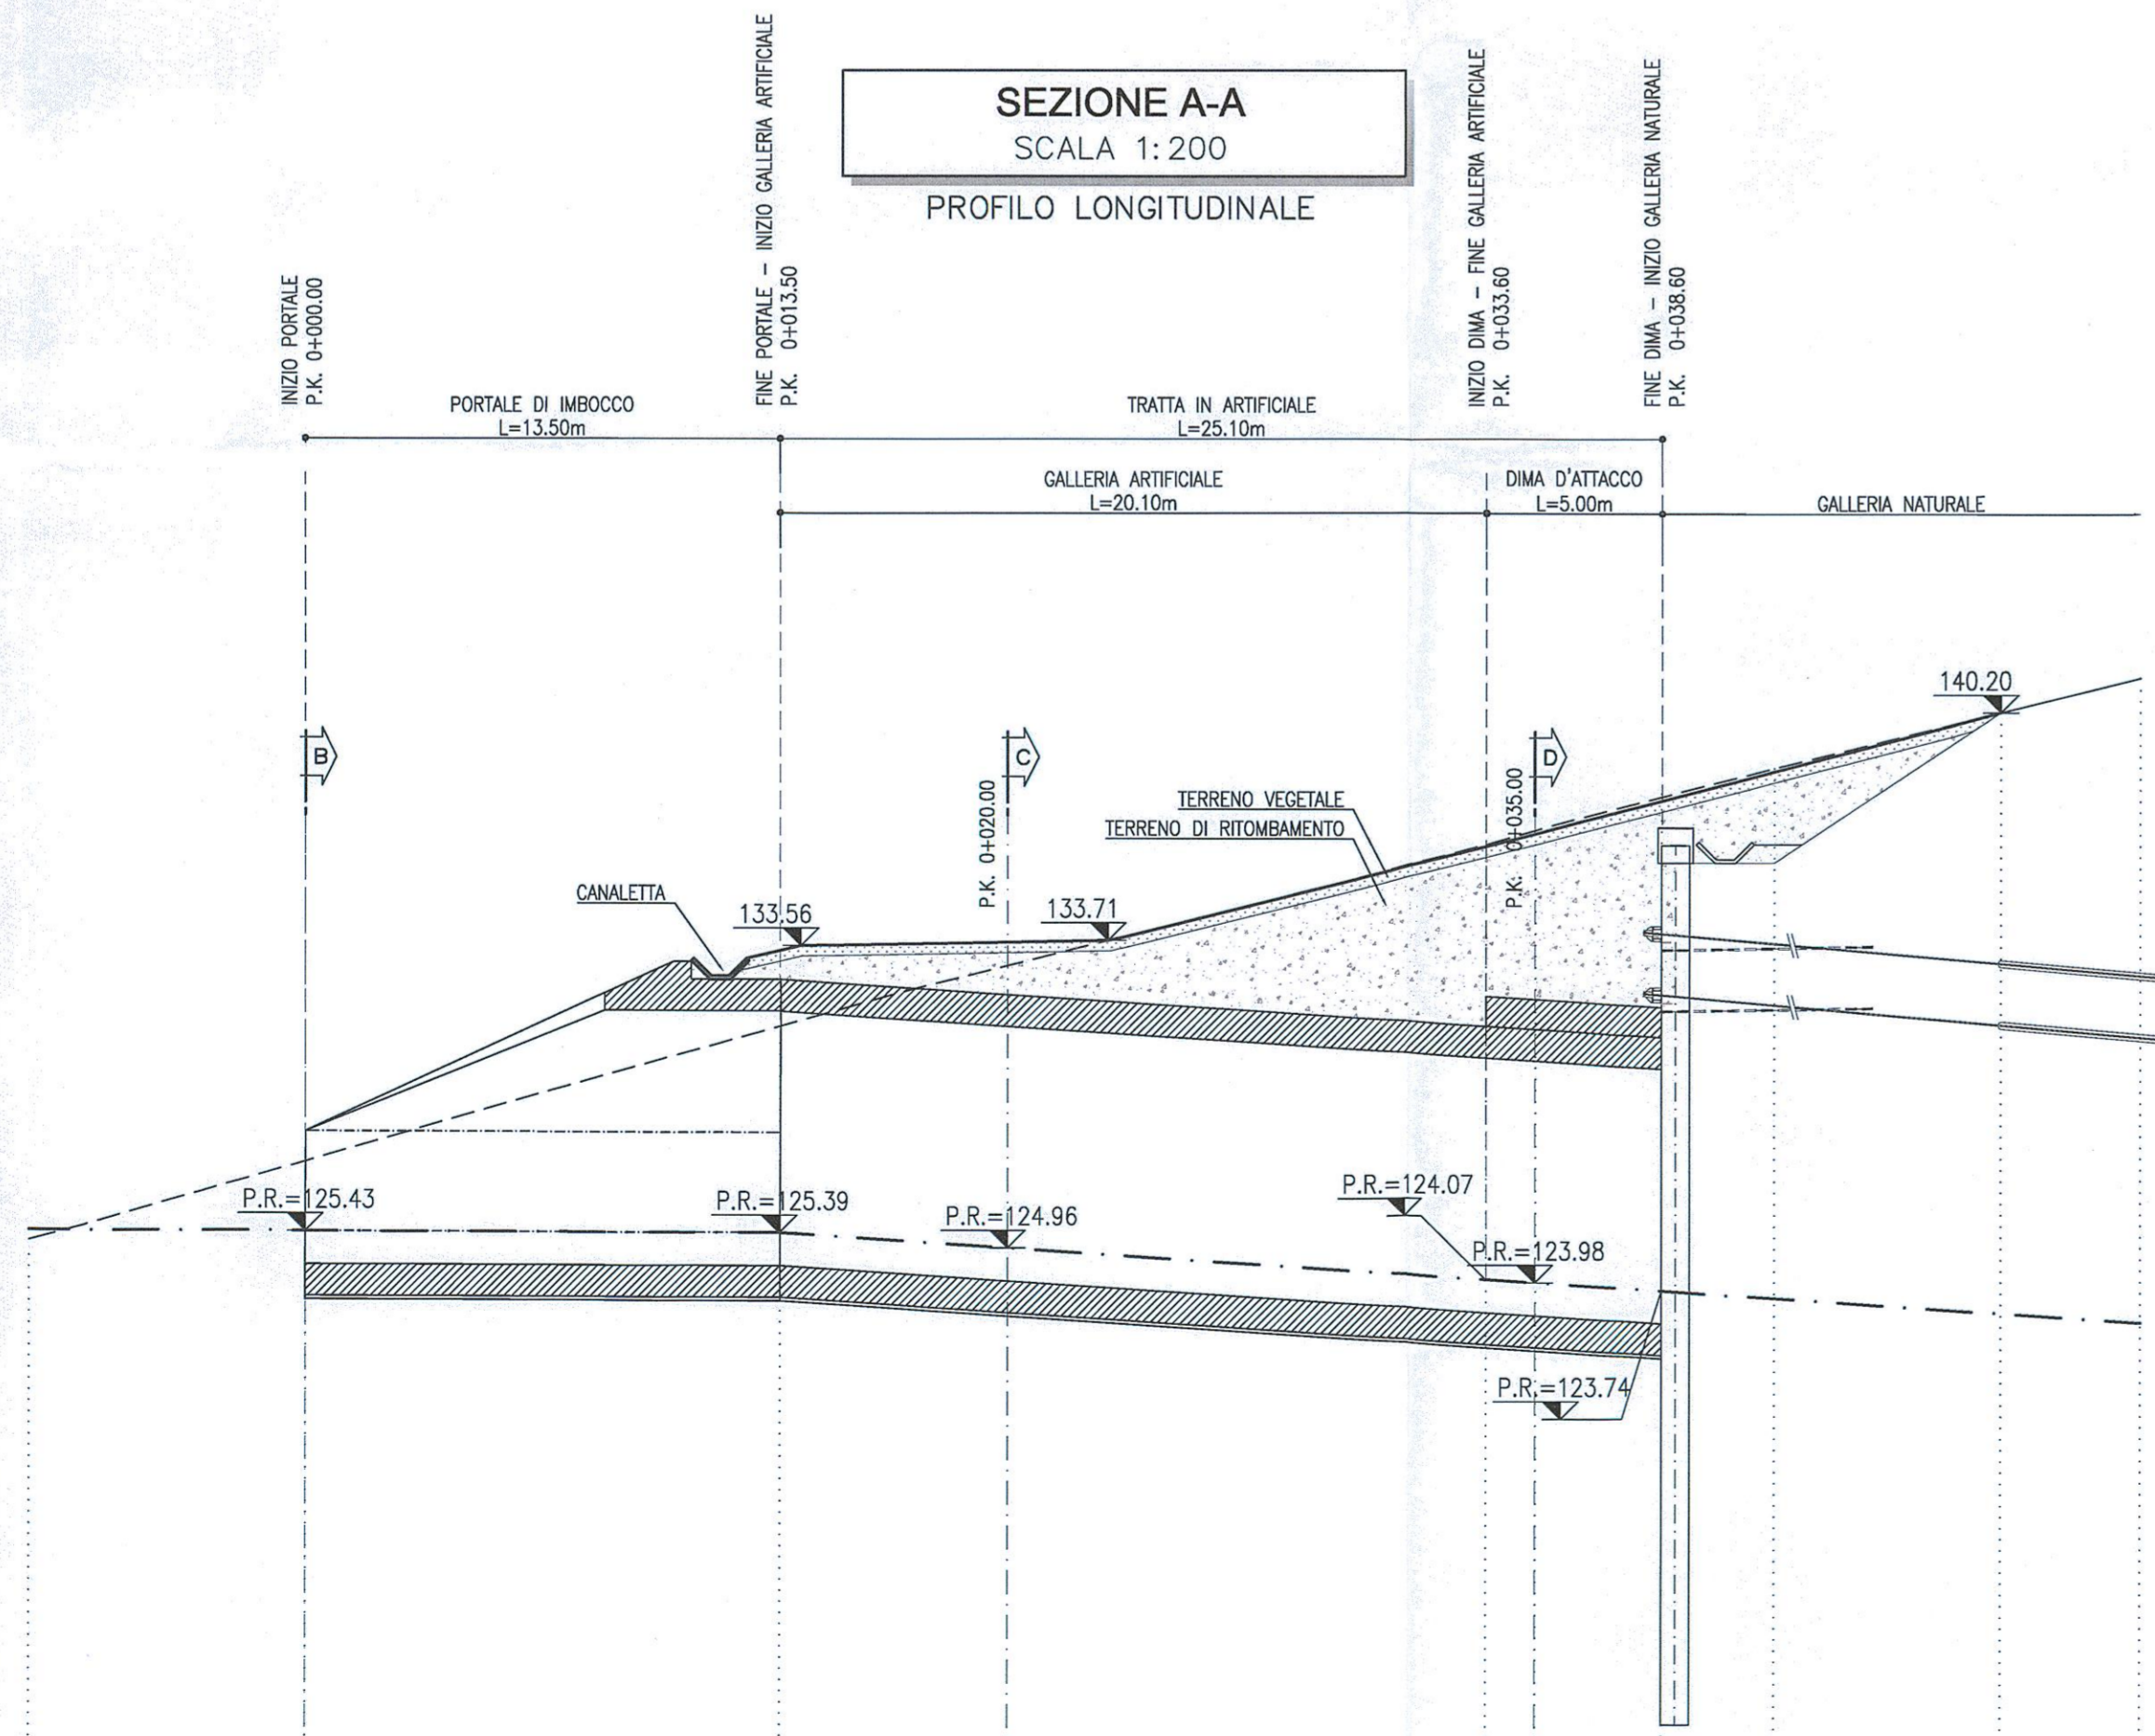 SEZIONE A-A
SCALA 1:200
PROFILO LONGITUDINALE
INIZIO PORTALE
P.K. 0+000.00
FINE PORTALE - INIZIO GALLERIA ARTIFICIALE
P.K. 0+013.50
INIZIO DIMA - FINE GALLERIA ARTIFICIALE
P.K. 0+033.60
FINE DIMA - INIZIO GALLERIA NATURALE
P.K. 0+038.60
PORTALE DI IMBOCCO
L=13.50m
TRATTA IN ARTIFICIALE
L=25.10m
GALLERIA ARTIFICIALE
L=20.10m
DIMA D'ATTACCO
L=5.00m
GALLERIA NATURALE
140.20
B
C
D
P.K. 0+020.00
P.K. 0+035.00
TERRENO VEGETALE
TERRENO DI RITOMBAMENTO
CANALETTA
133.56
133.71
P.R.=125.43
P.R.=125.39
P.R.=124.96
P.R.=124.07
P.R.=123.98
P.R.=123.74